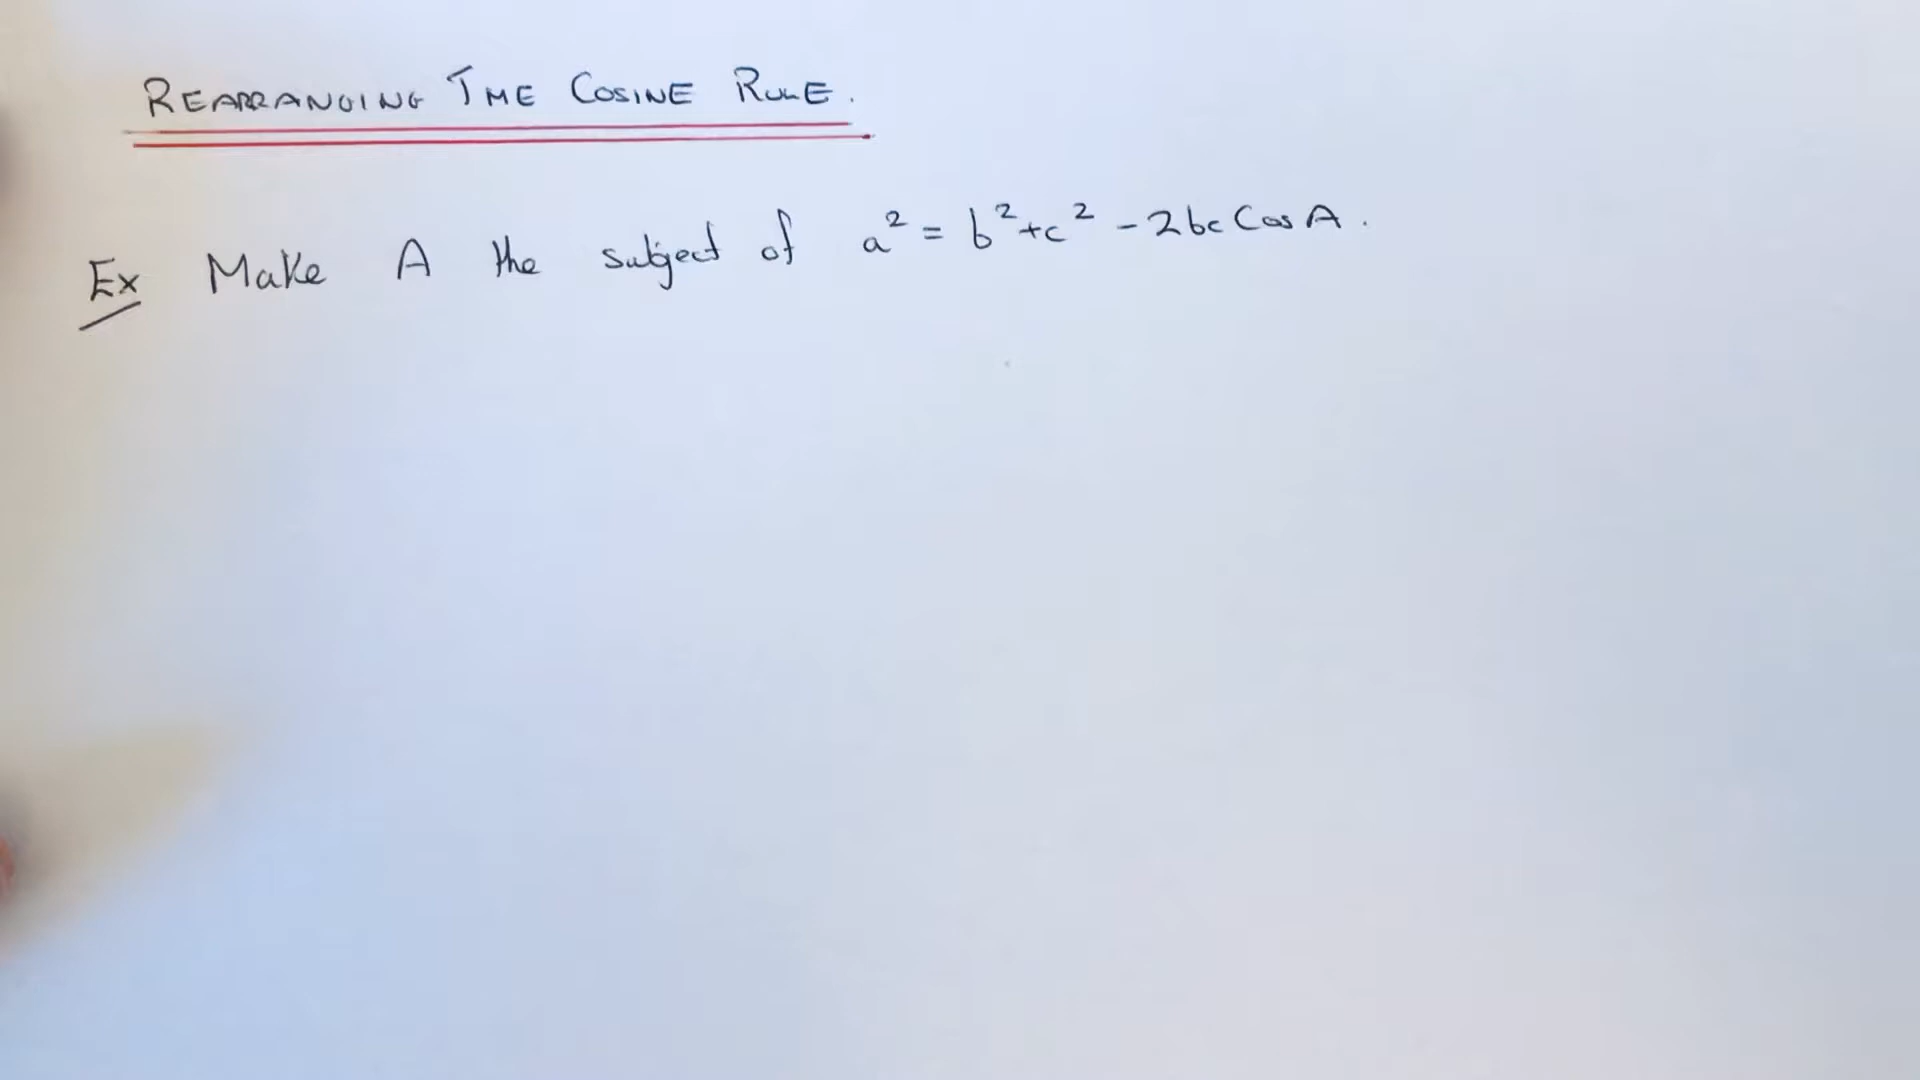 REARRANGING THE COSINE RULE.
Ex Make A the subject of a² = b²+c² - 2bc Cos A.